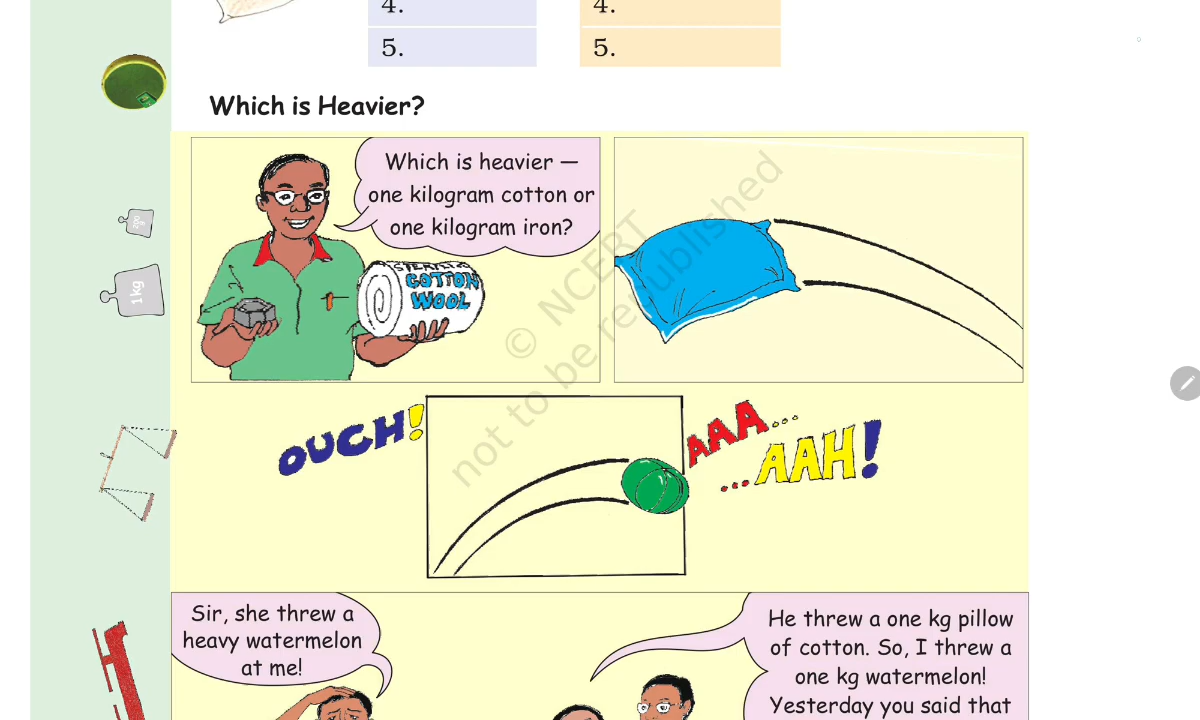 4.
4.
5.
5.
Which is Heavier?
Which is heavier —
one kilogram cotton or
one kilogram iron?
COTTON
WOOL
1 kg
© NCERT
not to be republished
OUCH!
AAA...
...AAH!
Sir, she threw a
heavy watermelon
at me!
He threw a one kg pillow
of cotton. So, I threw a
one kg watermelon!
Yesterday you said that